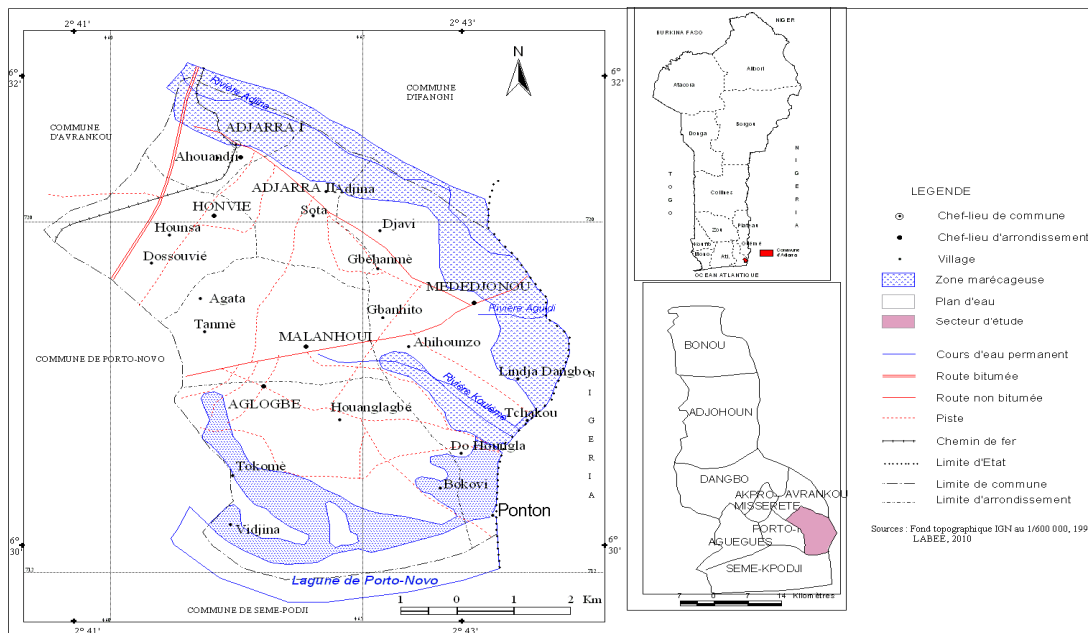 2° 41'
2° 43'
6°
32
6°
32
N
COMMUNE
D'IFANGNI
COMMUNE
D'AVRANKOU
Rivière Adjina
ADJARRA I
Ahouandji
ADJARRA II
Adjina
HONVIE
Sota
Hounsa
Djavi
Dossouvié
Gbéhanmè
Agata
MEDEDJONOU
Rivière Aguidi
Gbanhito
Tanmè
MALANHOUI
Ahihounzo
COMMUNE DE PORTO-NOVO
Lindja Dangbo
Rivière Kouleme
AGLOGBE
Houanglagbé
Tchakou
NIGERIA
Do Houngla
Tokomè
Bokovi
Ponton
Vidjina
6°
30
6°
30
Lagune de Porto-Novo
COMMUNE DE SEME-PODJI
1 0 1 2 Km
2° 41'
2° 43'
NIGER
BURKINA FASO
Alibori
Atacora
Borgou
Donga
NIGERIA
TOGO
Collines
Zou
Plateau
Mono
Atl.
Commune
OCEAN ATLANTIQUE
BONOU
ADJOHOUN
DANGBO
AKPRO-
MISSERETE
AVRANKOU
PORTO-
AGUEGUES
SEME-KPODJI
7 0 7 14 Kilomètres
LEGENDE
Chef-lieu de commune
Chef-lieu d'arrondissement
Village
Zone marécageuse
Plan d'eau
Secteur d'étude
Cours d'eau permanent
Route bitumée
Route non bitumée
Piste
Chemin de fer
Limite d'Etat
Limite de commune
Limite d'arrondissement
Sources : Fond topographique IGN au 1/600 000, 199
LABEE, 2010